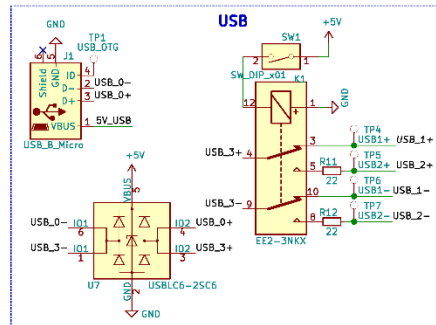 USB
GND
J1
TP1
USB_OTG
6
5
Shield
GND
ID
4
D-
2
USB_0-
D+
3
USB_0+
VBUS
1
5V_USB
USB_B_Micro
SW1
+5V
2
1
SW_DIP_x01
K1
12
1
GND
USB_3+
4
3
TP4
USB1+
USB_1+
5
R11
22
TP5
USB2+
USB_2+
TP6
10
USB1-
USB_1-
USB_3-
9
8
R12
22
TP7
USB2-
USB_2-
EE2-3NKX
+5V
5
VBUS
USB_0-
IO1
6
IO2
4
USB_0+
USB_3-
IO1
1
IO2
3
USB_3+
U7
GND
2
USBLC6-2SC6
GND